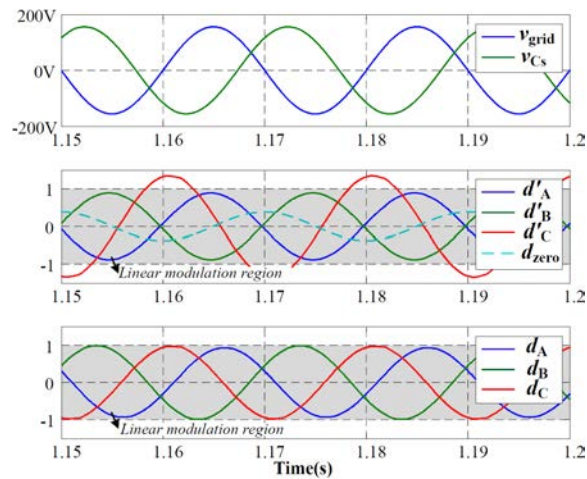 200V
0V
-200V
v_grid
v_Cs
1.15 1.16 1.17 1.18 1.19 1.2
1
0
-1
d'_A
d'_B
d'_C
d_zero
Linear modulation region
1.15 1.16 1.17 1.18 1.19 1.2
1
0
-1
d_A
d_B
d_C
Linear modulation region
1.15 1.16 1.17 1.18 1.19 1.2
Time(s)